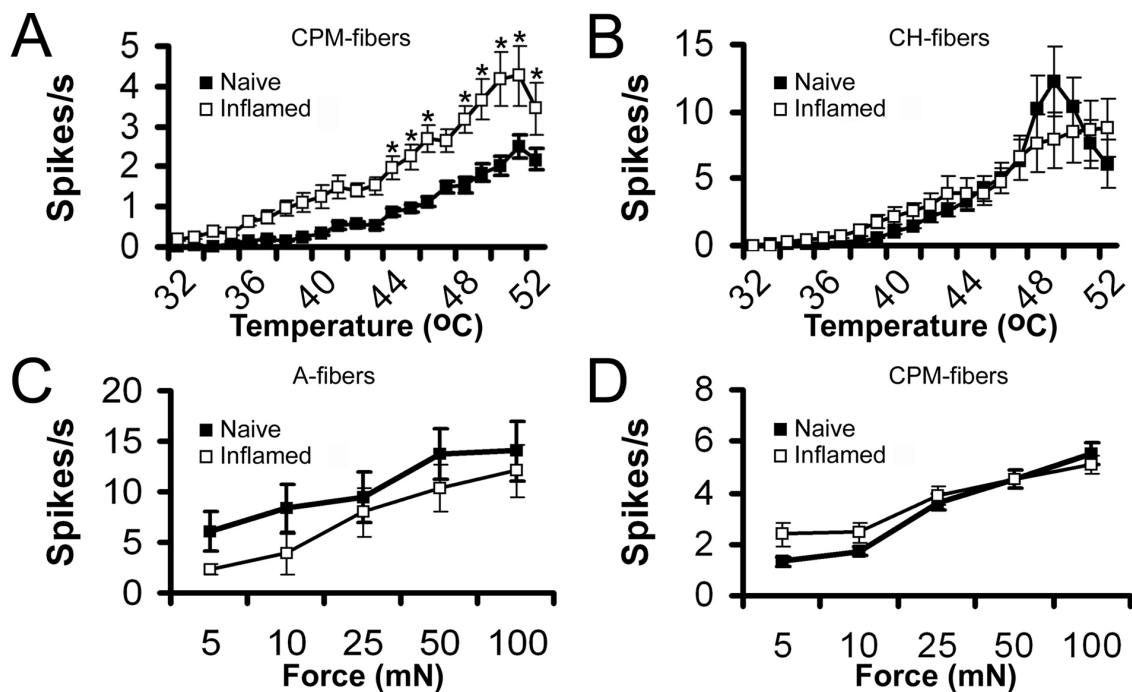 A
CPM-fibers
Spikes/s
5
4
3
2
1
0
Naive
Inflamed
* * * * * * * *
32 36 40 44 48 52
Temperature (ºC)
B
CH-fibers
Spikes/s
15
10
5
0
Naive
Inflamed
32 36 40 44 48 52
Temperature (ºC)
C
A-fibers
Spikes/s
20
15
10
5
0
Naive
Inflamed
5 10 25 50 100
Force (mN)
D
CPM-fibers
Spikes/s
8
6
4
2
0
Naive
Inflamed
5 10 25 50 100
Force (mN)